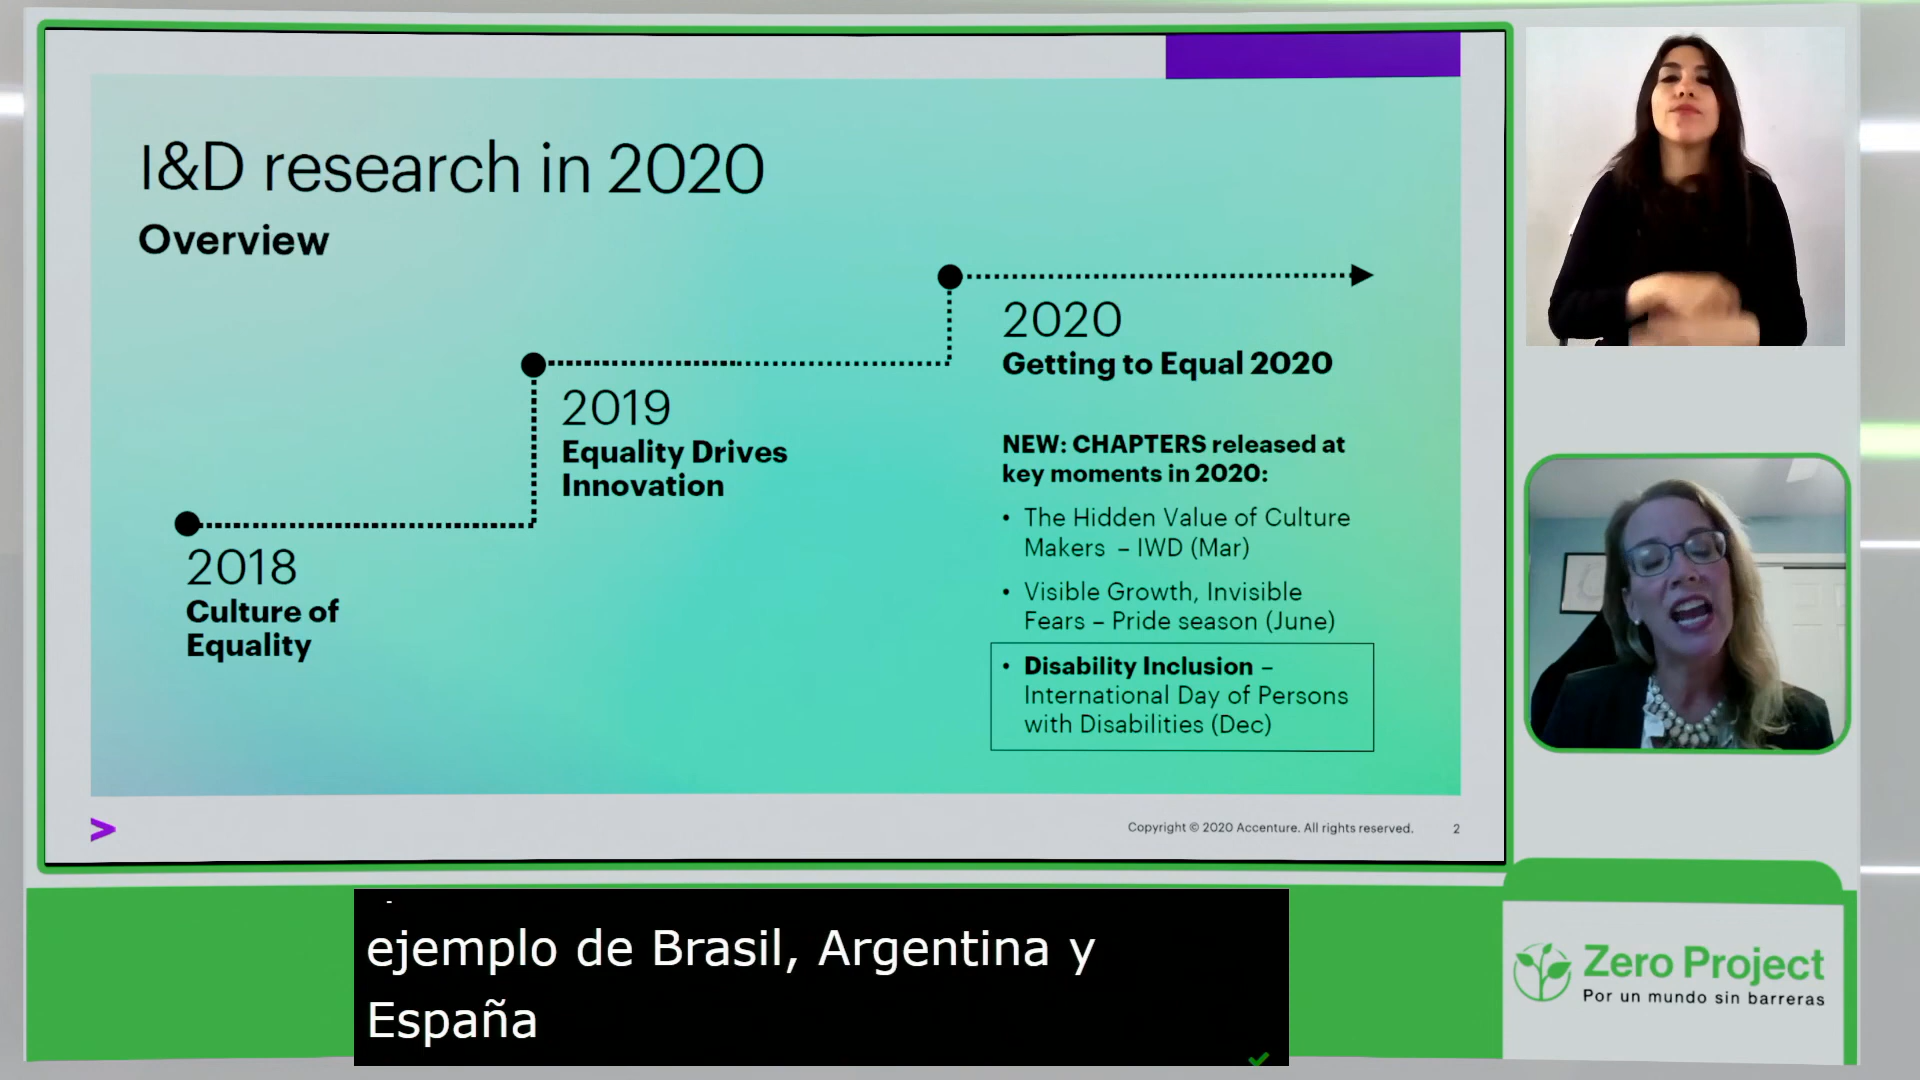 I&D research in 2020
Overview
2018
Culture of
Equality
2019
Equality Drives
Innovation
2020
Getting to Equal 2020
NEW: CHAPTERS released at
key moments in 2020:
• The Hidden Value of Culture
Makers – IWD (Mar)
• Visible Growth, Invisible
Fears – Pride season (June)
• Disability Inclusion –
International Day of Persons
with Disabilities (Dec)
>
Copyright © 2020 Accenture. All rights reserved. 2
ejemplo de Brasil, Argentina y
España
Zero Project
Por un mundo sin barreras